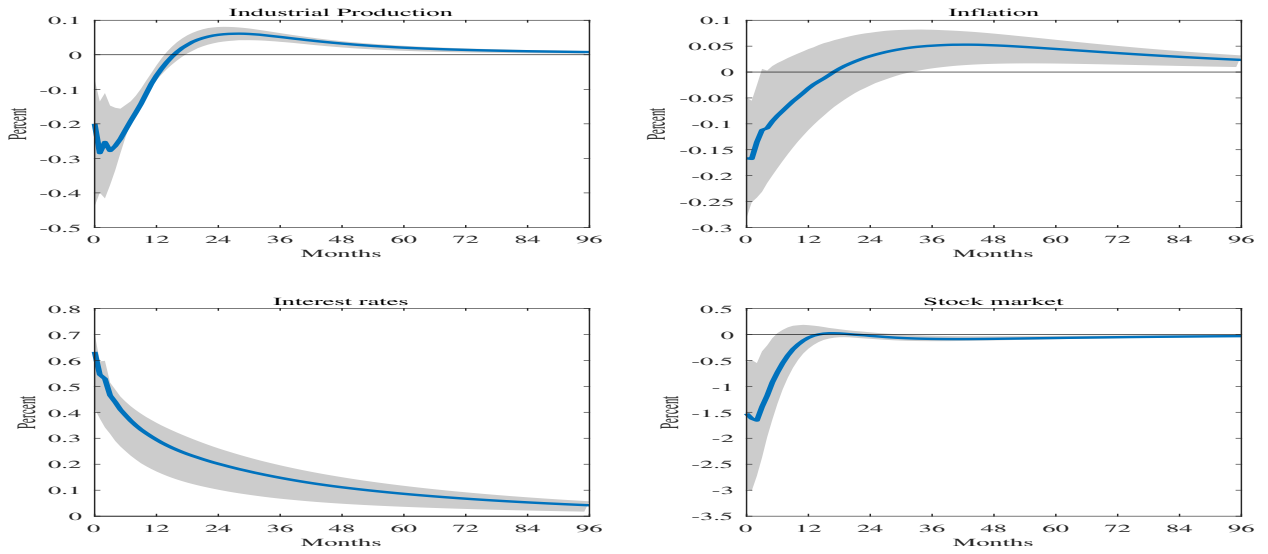 Industrial Production
0.1
0
-0.1
-0.2
-0.3
-0.4
-0.5
Percent
0 12 24 36 48 60 72 84 96
Months
Inflation
0.1
0.05
0
-0.05
-0.1
-0.15
-0.2
-0.25
-0.3
Percent
0 12 24 36 48 60 72 84 96
Months
Interest rates
0.8
0.7
0.6
0.5
0.4
0.3
0.2
0.1
0
Percent
0 12 24 36 48 60 72 84 96
Months
Stock market
0.5
0
-0.5
-1
-1.5
-2
-2.5
-3
-3.5
Percent
0 12 24 36 48 60 72 84 96
Months